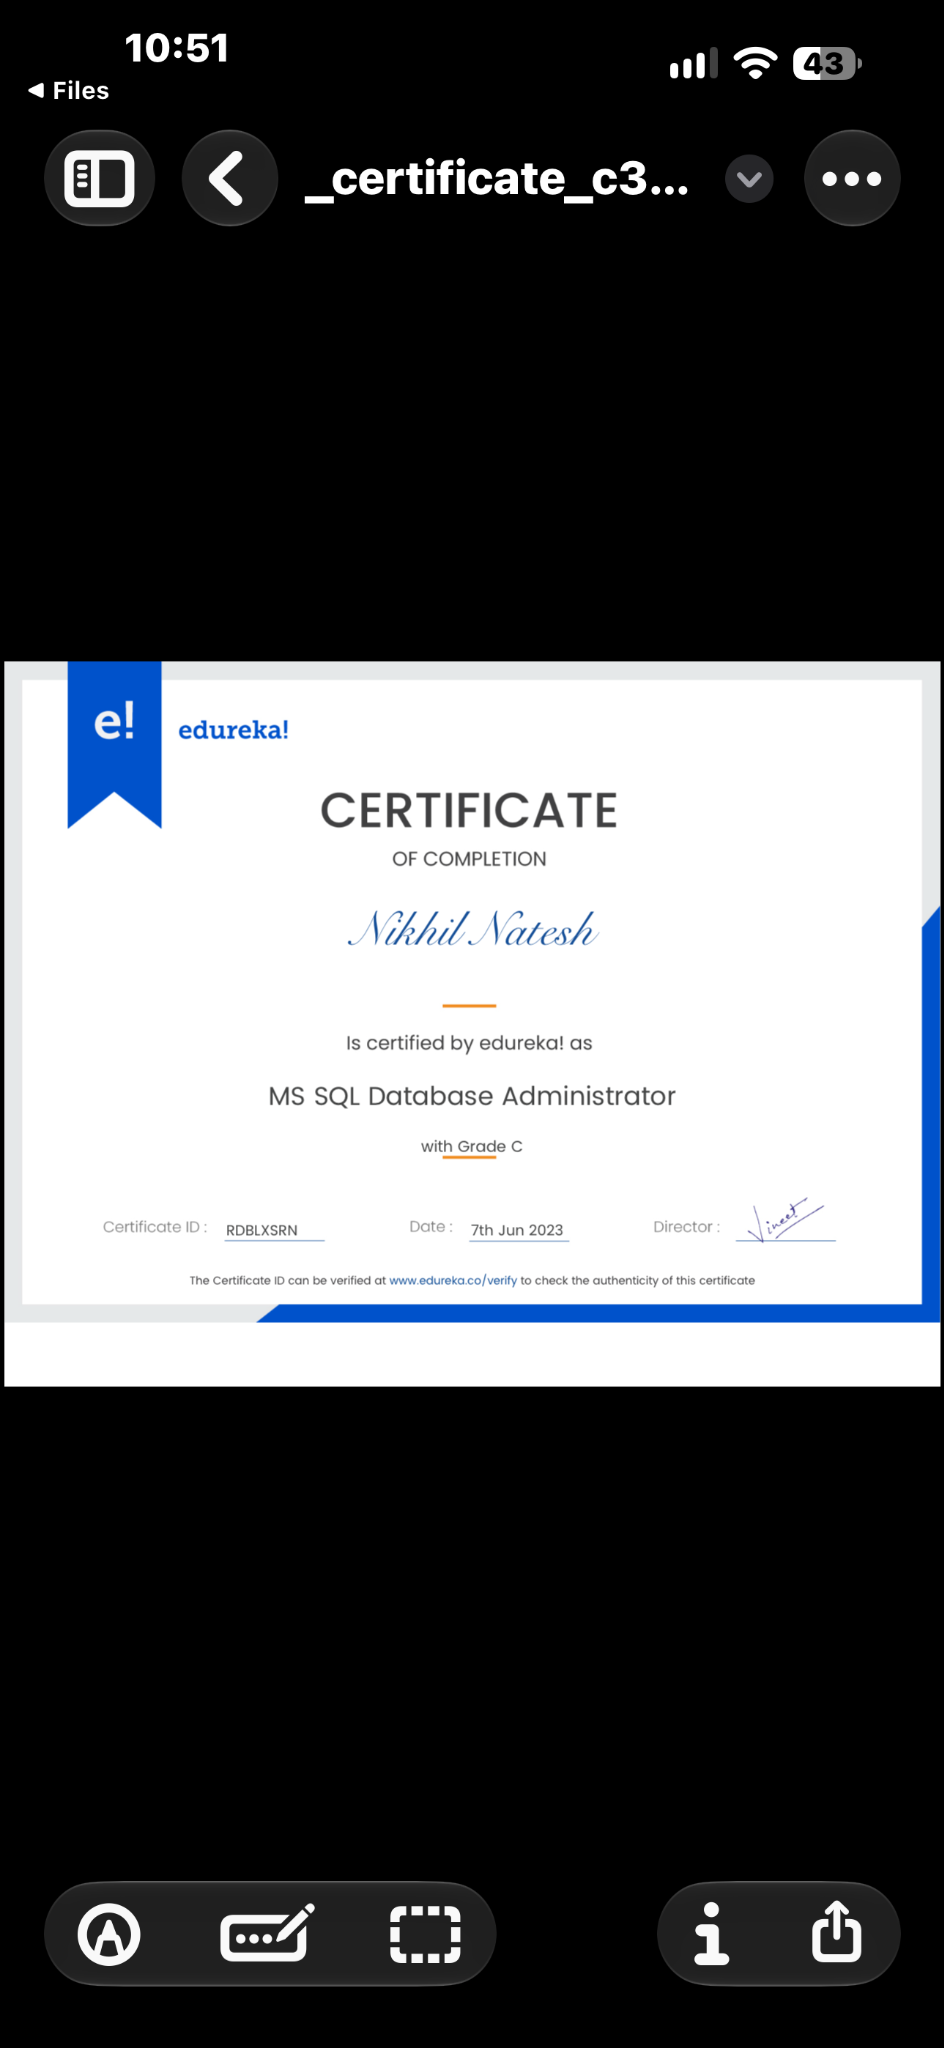 10:51
43
Files
_certificate_c3...
e!
edureka!
CERTIFICATE
OF COMPLETION
Nikhil Natesh
Is certified by edureka! as
MS SQL Database Administrator
with Grade C
Certificate ID : RDBLXSRN Date : 7th Jun 2023 Director : Vineet
The Certificate ID can be verified at www.edureka.co/verify to check the authenticity of this certificate